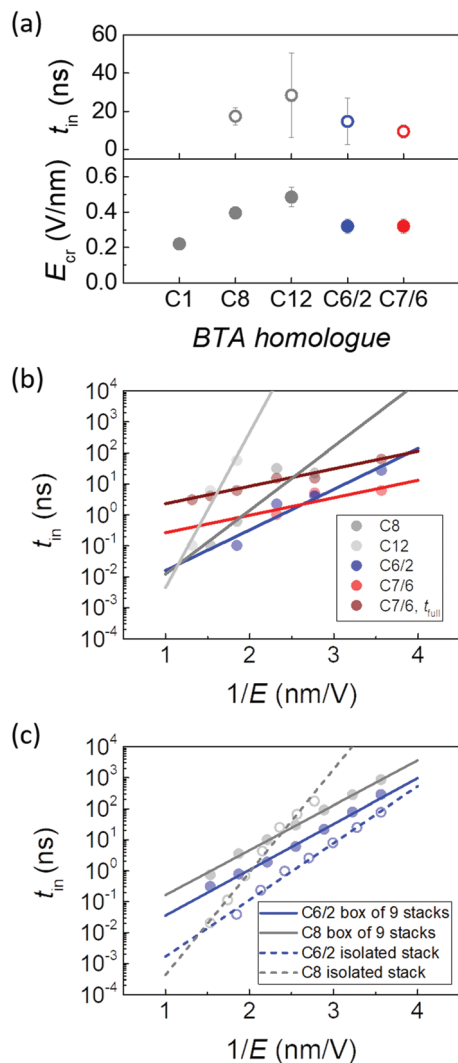 (a)
t_in (ns)
60
40
20
0
E_cr (V/nm)
0.6
0.4
0.2
0.0
C1 C8 C12 C6/2 C7/6
BTA homologue
(b)
t_in (ns)
10^4
10^3
10^2
10^1
10^0
10^-1
10^-2
10^-3
10^-4
C8
C12
C6/2
C7/6
C7/6, t_full
1 2 3 4
1/E (nm/V)
(c)
t_in (ns)
10^4
10^3
10^2
10^1
10^0
10^-1
10^-2
10^-3
10^-4
C6/2 box of 9 stacks
C8 box of 9 stacks
C6/2 isolated stack
C8 isolated stack
1 2 3 4
1/E (nm/V)